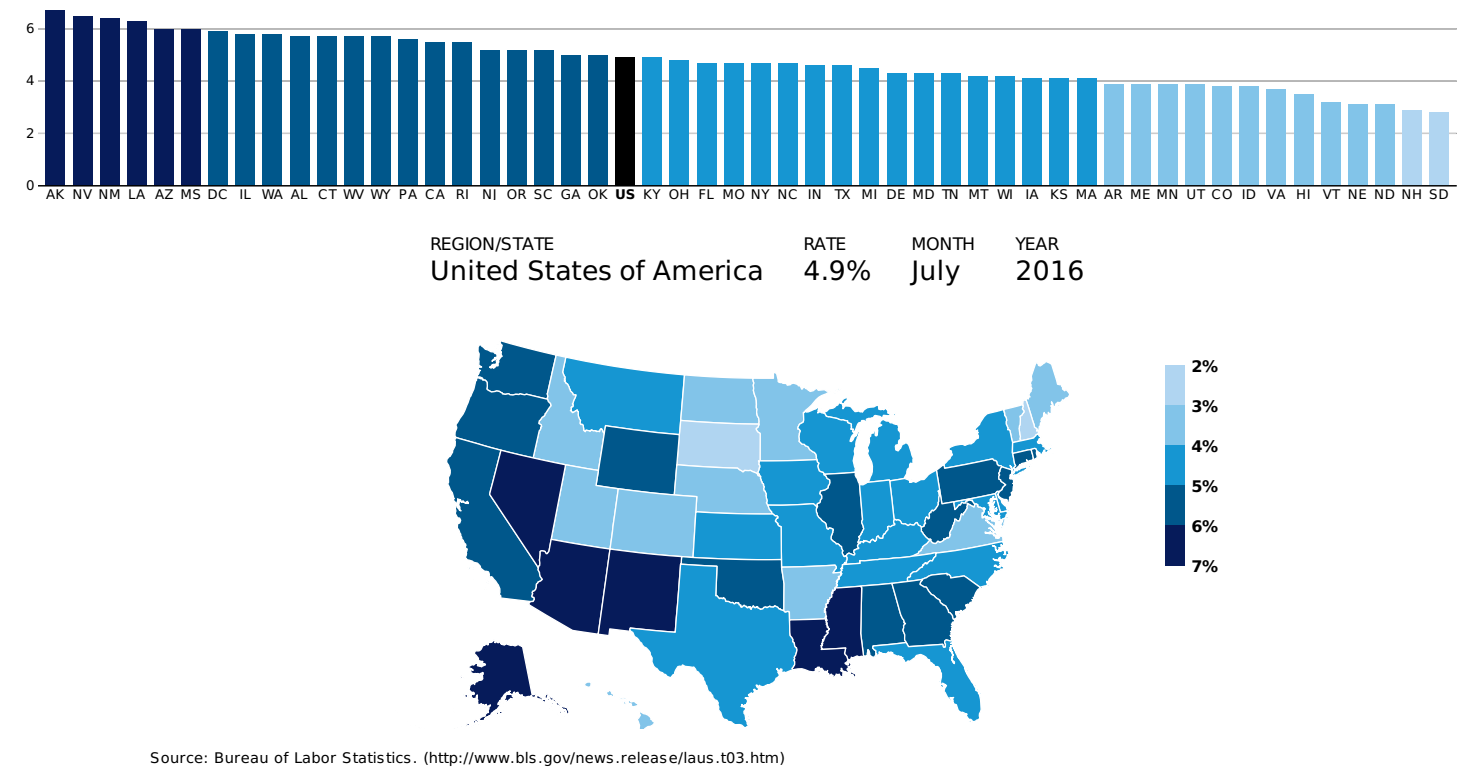 6
4
2
0
AK NV NM LA AZ MS DC IL WA AL CT WV WY PA CA RI NJ OR SC GA OK US KY OH FL MO NY NC IN TX MI DE MD TN MT WI IA KS MA AR ME MN UT CO ID VA HI VT NE ND NH SD
REGION/STATE RATE MONTH YEAR
United States of America 4.9% July 2016
2%
3%
4%
5%
6%
7%
Source: Bureau of Labor Statistics. (http://www.bls.gov/news.release/laus.t03.htm)